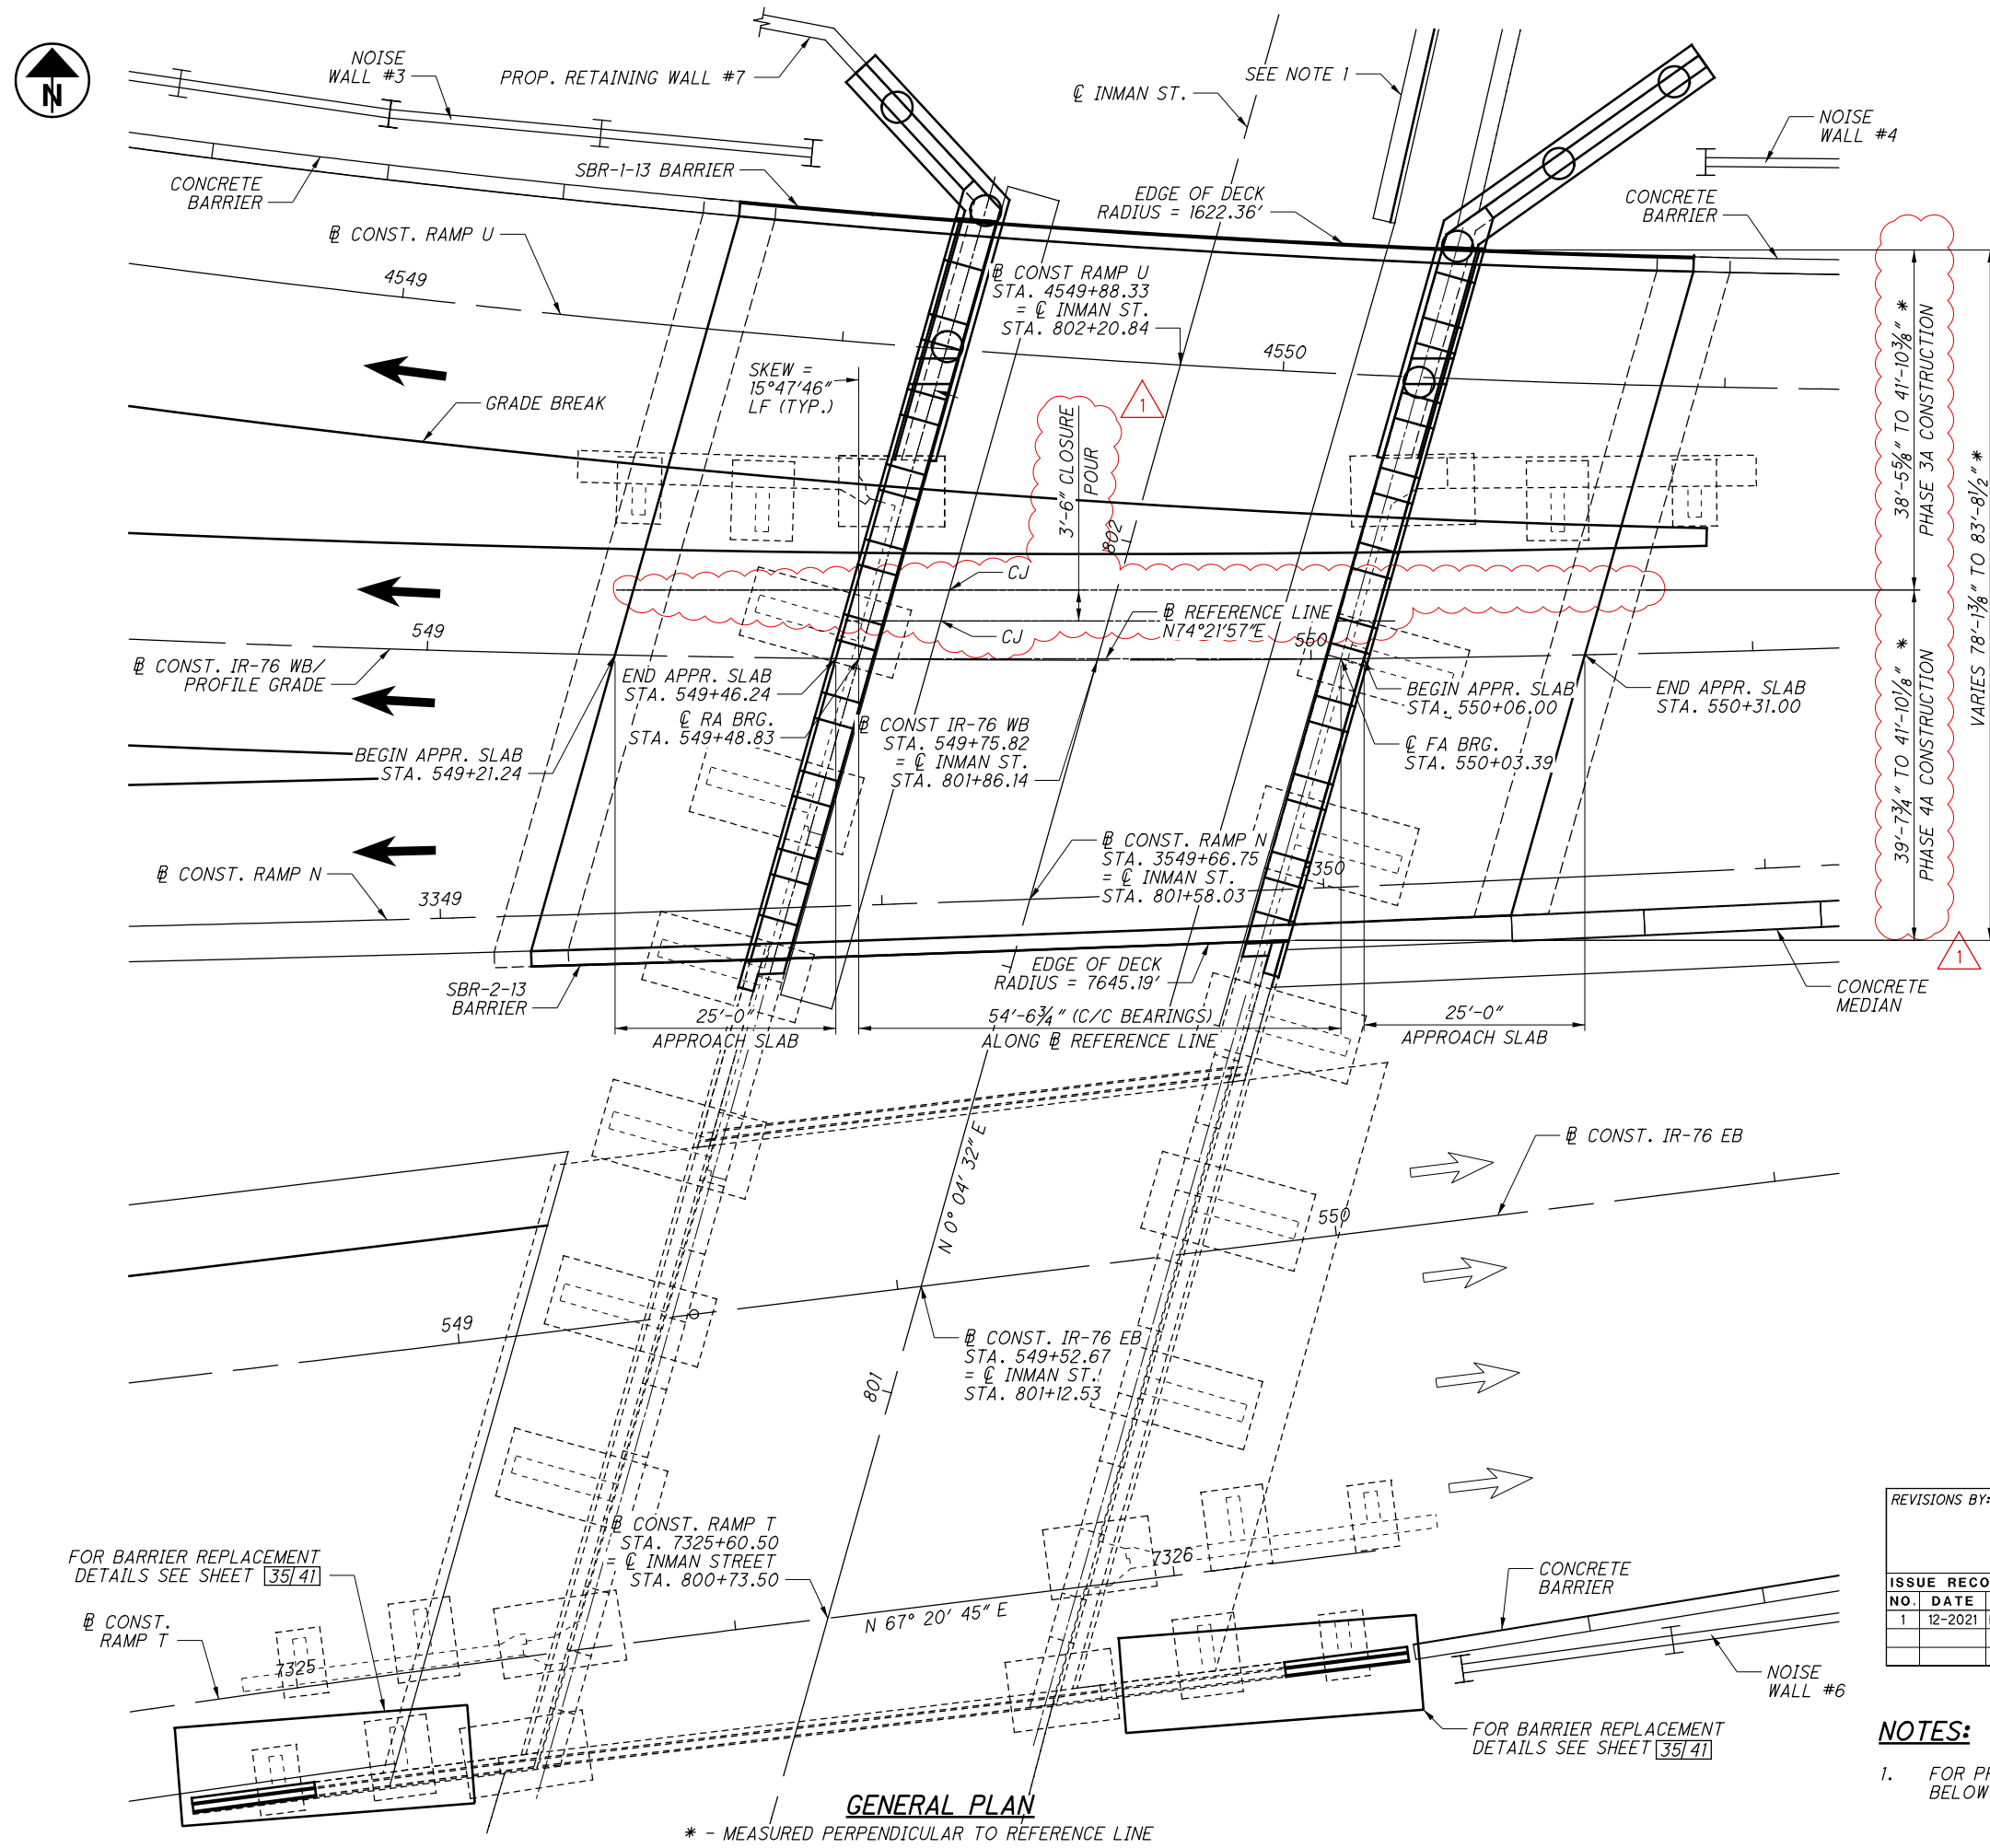 N
NOISE
WALL #3
PROP. RETAINING WALL #7
℄ INMAN ST.
SEE NOTE 1
NOISE
WALL #4
CONCRETE
BARRIER
SBR-1-13 BARRIER
EDGE OF DECK
RADIUS = 1622.36'
CONCRETE
BARRIER
B̲ CONST. RAMP U
4549
B̲ CONST RAMP U
STA. 4549+88.33
= ℄ INMAN ST.
STA. 802+20.84
4550
SKEW =
15°47'46"
LF (TYP.)
GRADE BREAK
3'-6" CLOSURE
POUR
1
802
38'-5⅝" TO 41'-10⅜" *
PHASE 3A CONSTRUCTION
VARIES 78'-1⅜" TO 83'-8½" *
CJ
CJ
B̲ REFERENCE LINE
N74°21'57"E
549
550
B̲ CONST. IR-76 WB/
PROFILE GRADE
END APPR. SLAB
STA. 549+46.24
℄ RA BRG.
STA. 549+48.83
B̲ CONST IR-76 WB
STA. 549+75.82
= ℄ INMAN ST.
STA. 801+86.14
BEGIN APPR. SLAB
STA. 550+06.00
END APPR. SLAB
STA. 550+31.00
℄ FA BRG.
STA. 550+03.39
BEGIN APPR. SLAB
STA. 549+21.24
39'-7¾" TO 41'-10⅛" *
PHASE 4A CONSTRUCTION
B̲ CONST. RAMP N
3349
B̲ CONST. RAMP N
STA. 3549+66.75
= ℄ INMAN ST.
STA. 801+58.03
3350
SBR-2-13
BARRIER
EDGE OF DECK
RADIUS = 7645.19'
1
CONCRETE
MEDIAN
25'-0"
APPROACH SLAB
54'-6¾" (C/C BEARINGS)
ALONG B̲ REFERENCE LINE
25'-0"
APPROACH SLAB
N 0° 04' 32" E
B̲ CONST. IR-76 EB
550
549
B̲ CONST. IR-76 EB
STA. 549+52.67
= ℄ INMAN ST.
STA. 801+12.53
801
B̲ CONST. RAMP T
STA. 7325+60.50
= ℄ INMAN STREET
STA. 800+73.50
7326
FOR BARRIER REPLACEMENT
DETAILS SEE SHEET 35/41
B̲ CONST.
RAMP T
7325
N 67° 20' 45" E
CONCRETE
BARRIER
NOISE
WALL #6
FOR BARRIER REPLACEMENT
DETAILS SEE SHEET 35/41
REVISIONS BY:
ISSUE RECO
NO. DATE
1 12-2021
NOTES:
1. FOR PH
BELOW
GENERAL PLAN
* - MEASURED PERPENDICULAR TO REFERENCE LINE